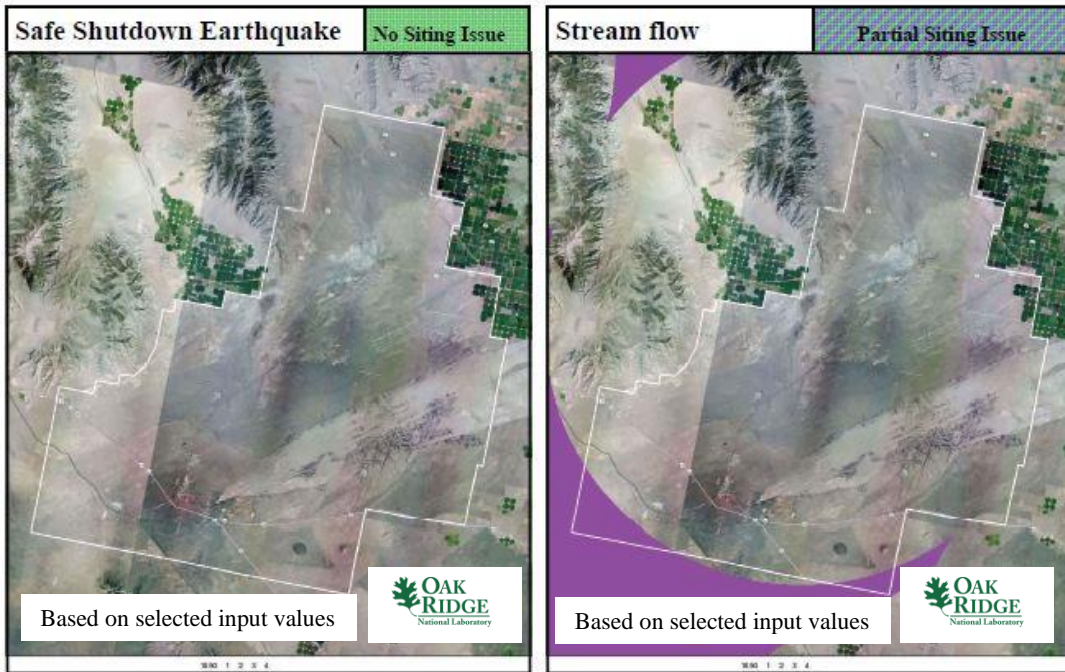 Safe Shutdown Earthquake
No Siting Issue
Based on selected input values
OAK
RIDGE
National Laboratory
Stream flow
Partial Siting Issue
Based on selected input values
OAK
RIDGE
National Laboratory